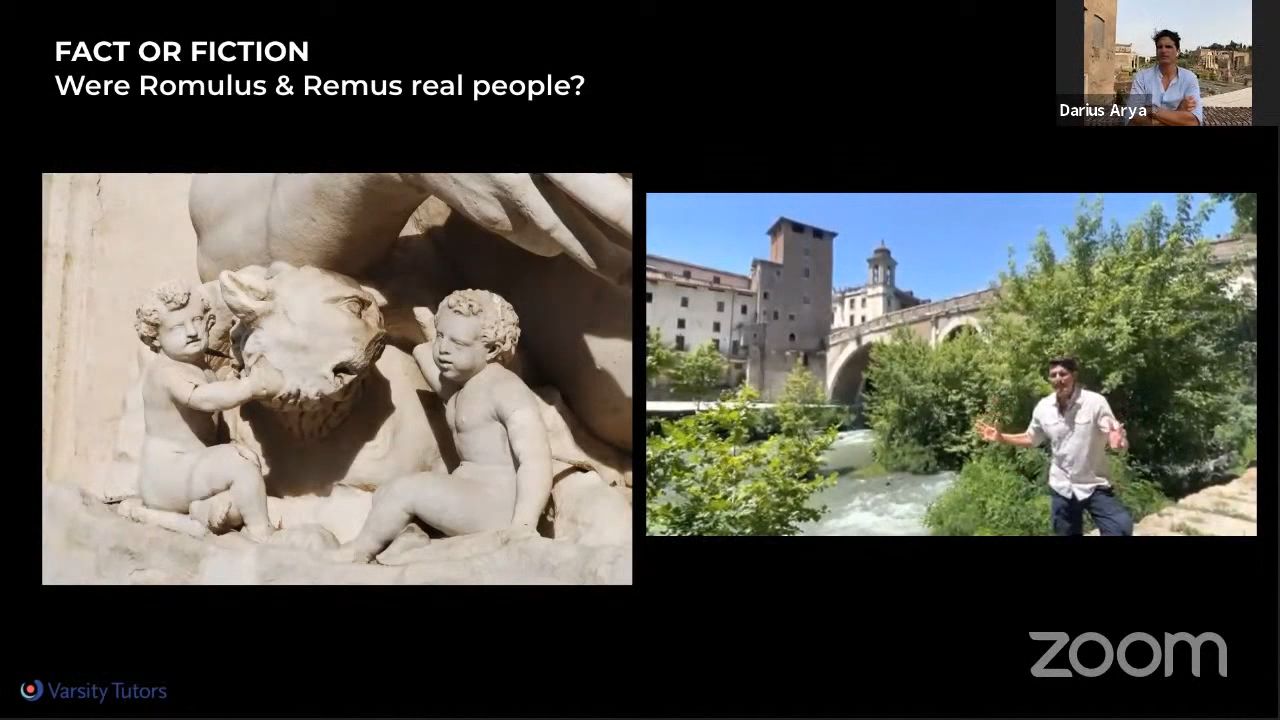 FACT OR FICTION
Were Romulus & Remus real people?
Darius Arya
zoom
Varsity Tutors